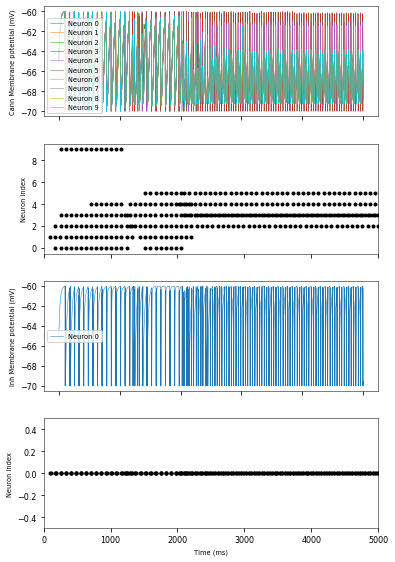 Cann Membrane potential (mV)
−60
−62
−64
−66
−68
−70
Neuron 0
Neuron 1
Neuron 2
Neuron 3
Neuron 4
Neuron 5
Neuron 6
Neuron 7
Neuron 8
Neuron 9
Neuron Index
8
6
4
2
0
Inh Membrane potential (mV)
−60
−62
−64
−66
−68
−70
Neuron 0
Neuron Index
0.4
0.2
0.0
−0.2
−0.4
0 1000 2000 3000 4000 5000
Time (ms)